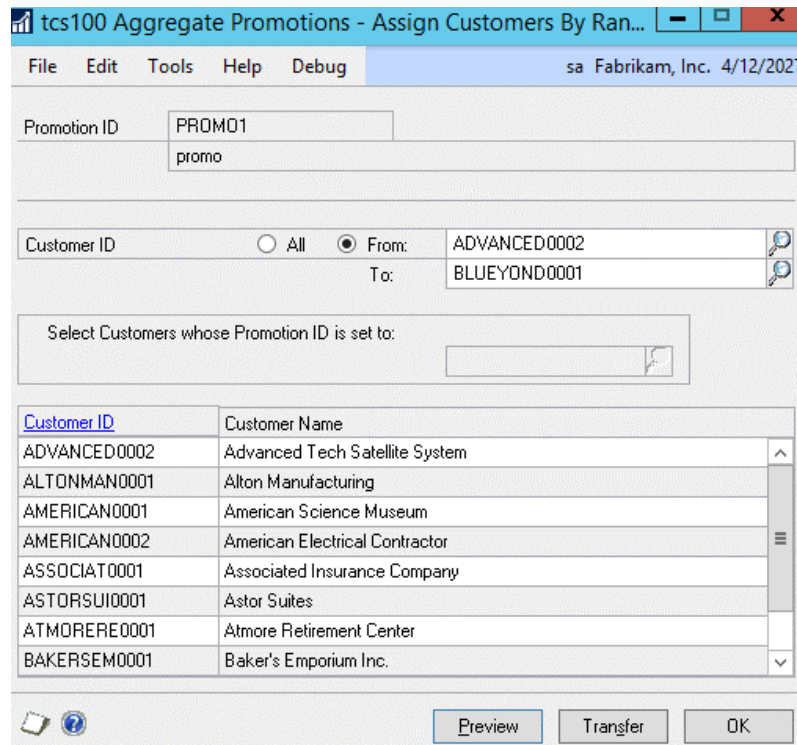 tcs100 Aggregate Promotions - Assign Customers By Ran...
File Edit Tools Help Debug sa Fabrikam, Inc. 4/12/202
Promotion ID PROMO1
promo
Customer ID All From: ADVANCED0002
To: BLUEYOND0001
Select Customers whose Promotion ID is set to:
Customer ID Customer Name
ADVANCED0002 Advanced Tech Satellite System
ALTONMAN0001 Alton Manufacturing
AMERICAN0001 American Science Museum
AMERICAN0002 American Electrical Contractor
ASSOCIAT0001 Associated Insurance Company
ASTORSUI0001 Astor Suites
ATMORERE0001 Atmore Retirement Center
BAKERSEM0001 Baker's Emporium Inc.
Preview Transfer OK